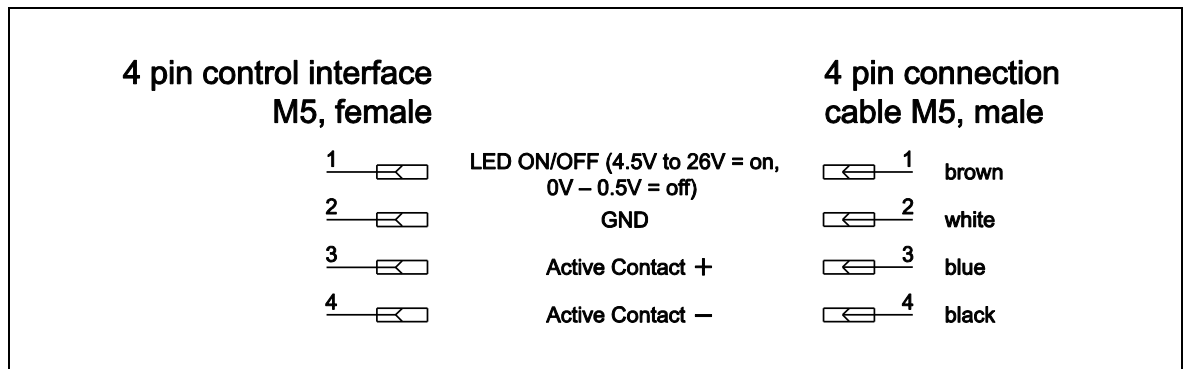 4 pin control interface
M5, female
4 pin connection
cable M5, male
1 LED ON/OFF (4.5V to 26V = on,
0V – 0.5V = off) 1 brown
2 GND 2 white
3 Active Contact + 3 blue
4 Active Contact – 4 black